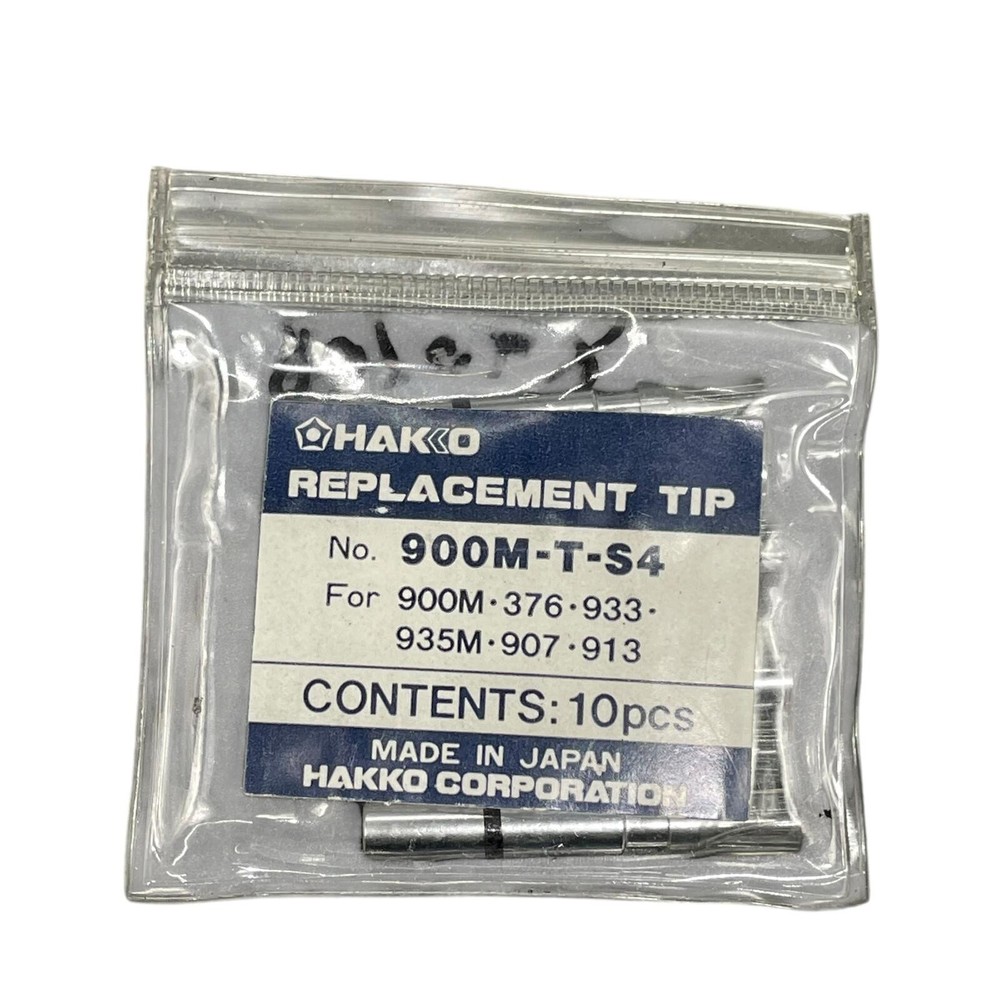 HAKKO
REPLACEMENT TIP
No. 900M-T-S4
For 900M·376·933·
935M·907·913
CONTENTS: 10pcs
MADE IN JAPAN
HAKKO CORPORATION